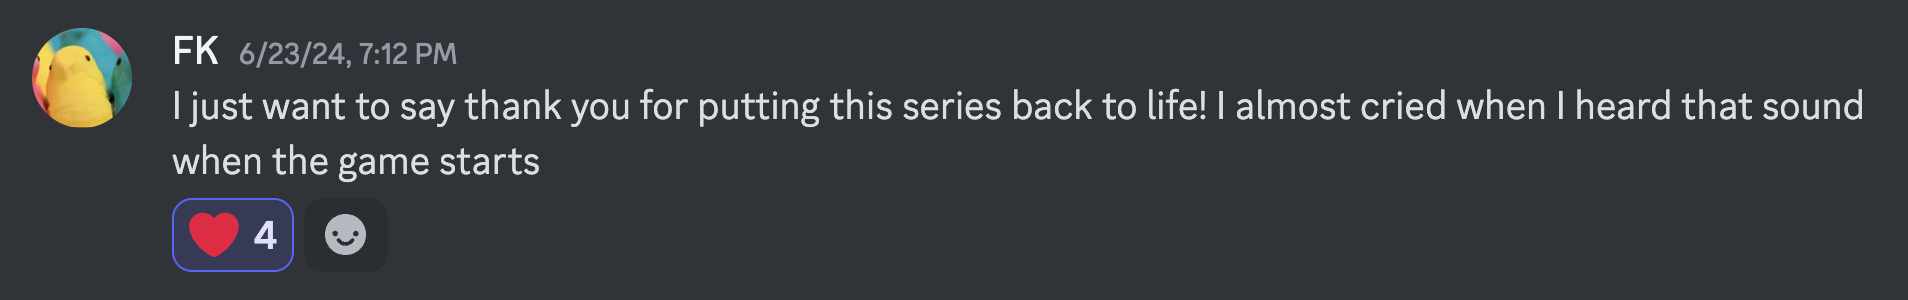 FK 6/23/24, 7:12 PM
I just want to say thank you for putting this series back to life! I almost cried when I heard that sound
when the game starts
4